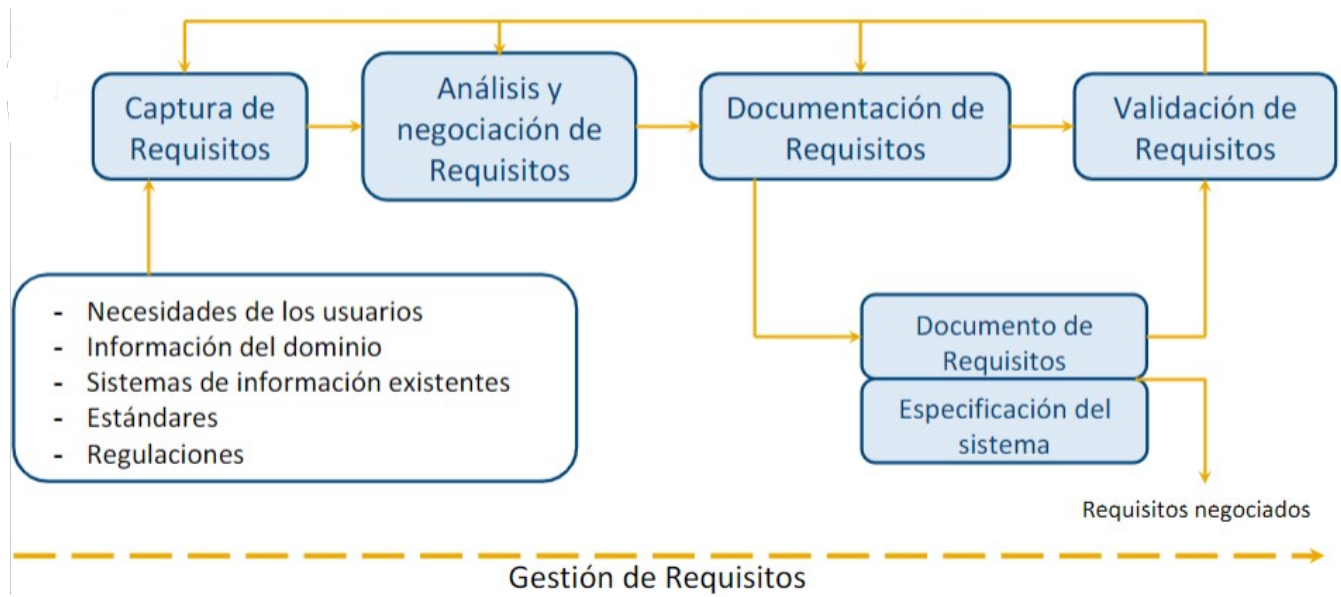 Captura de
Requisitos
Análisis y
negociación de
Requisitos
Documentación de
Requisitos
Validación de
Requisitos
- Necesidades de los usuarios
- Información del dominio
- Sistemas de información existentes
- Estándares
- Regulaciones
Documento de
Requisitos
Especificación del
sistema
Requisitos negociados
Gestión de Requisitos